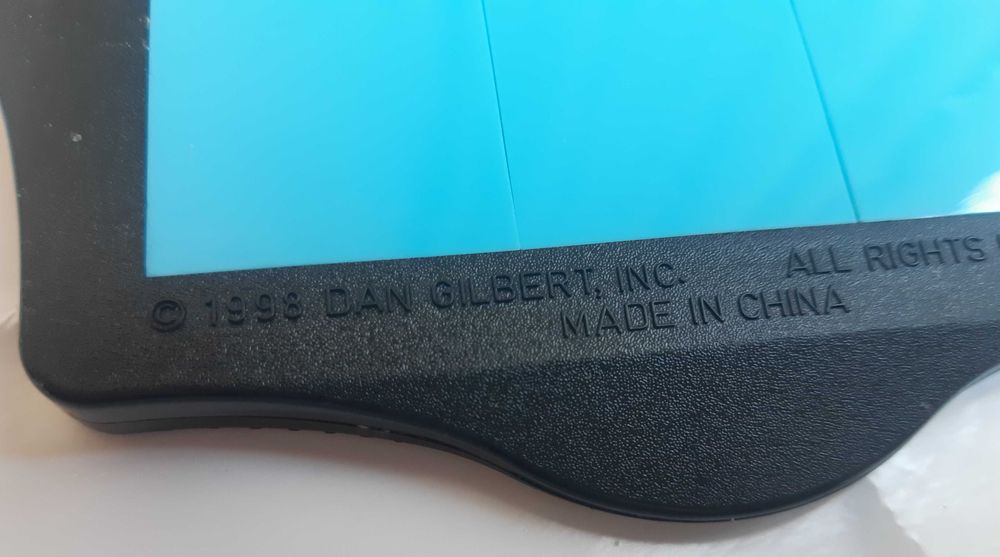 © 1998 DAN GILBERT, INC. ALL RIGHTS
MADE IN CHINA